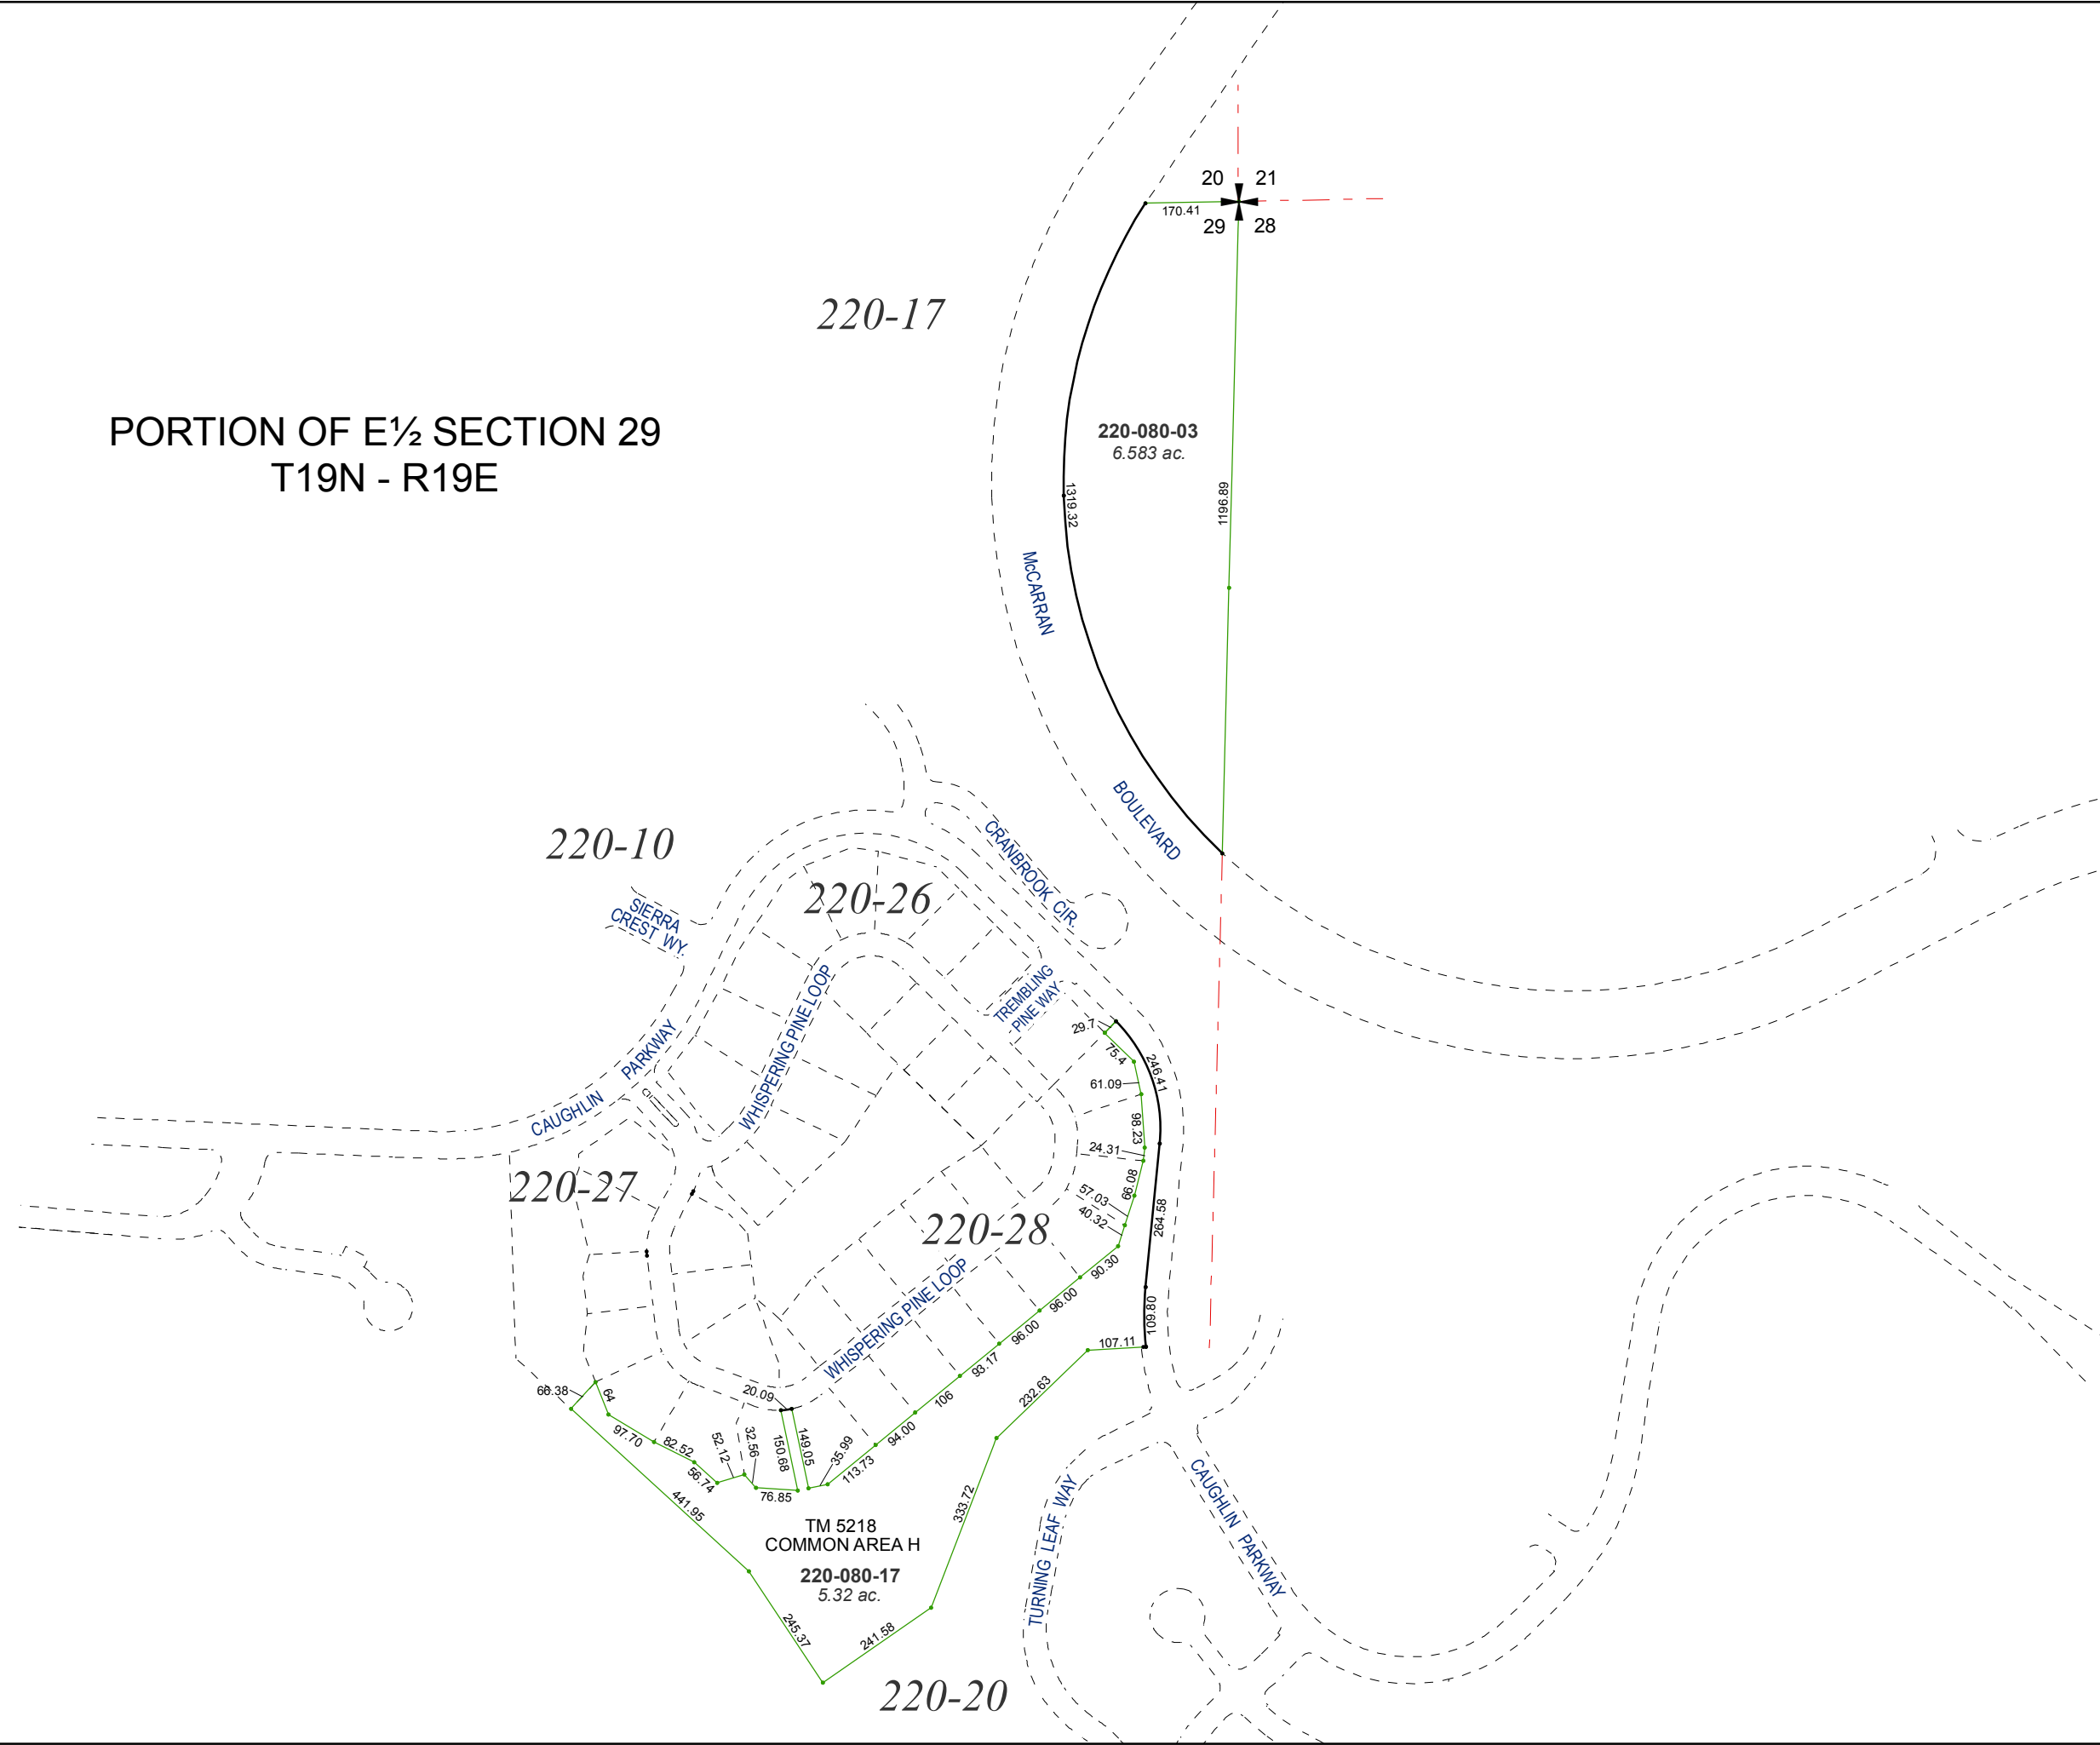 20 21
170.41
29 28
220-17
PORTION OF E½ SECTION 29
T19N - R19E
220-080-03
6.583 ac.
1319.32
1196.89
McCARRAN
BOULEVARD
220-10
CRANBROOK CIR.
220-26
SIERRA
CREST WY.
WHISPERING PINE LOOP
TREMBLING
PINE WAY
CAUGHLIN PARKWAY
29.7
75.4
246.41
61.09
98.23
24.31
66.08
57.03
40.32
264.58
220-27
220-28
90.30
WHISPERING PINE LOOP
96.00
109.80
96.00
107.11
93.17
66.38
64
20.09
106
232.63
97.70
82.52
52.12
32.56
150.68
149.05
35.99
94.00
113.73
56.74
76.85
441.95
333.72
TM 5218
COMMON AREA H
220-080-17
5.32 ac.
TURNING LEAF WAY
CAUGHLIN PARKWAY
245.37
241.58
220-20